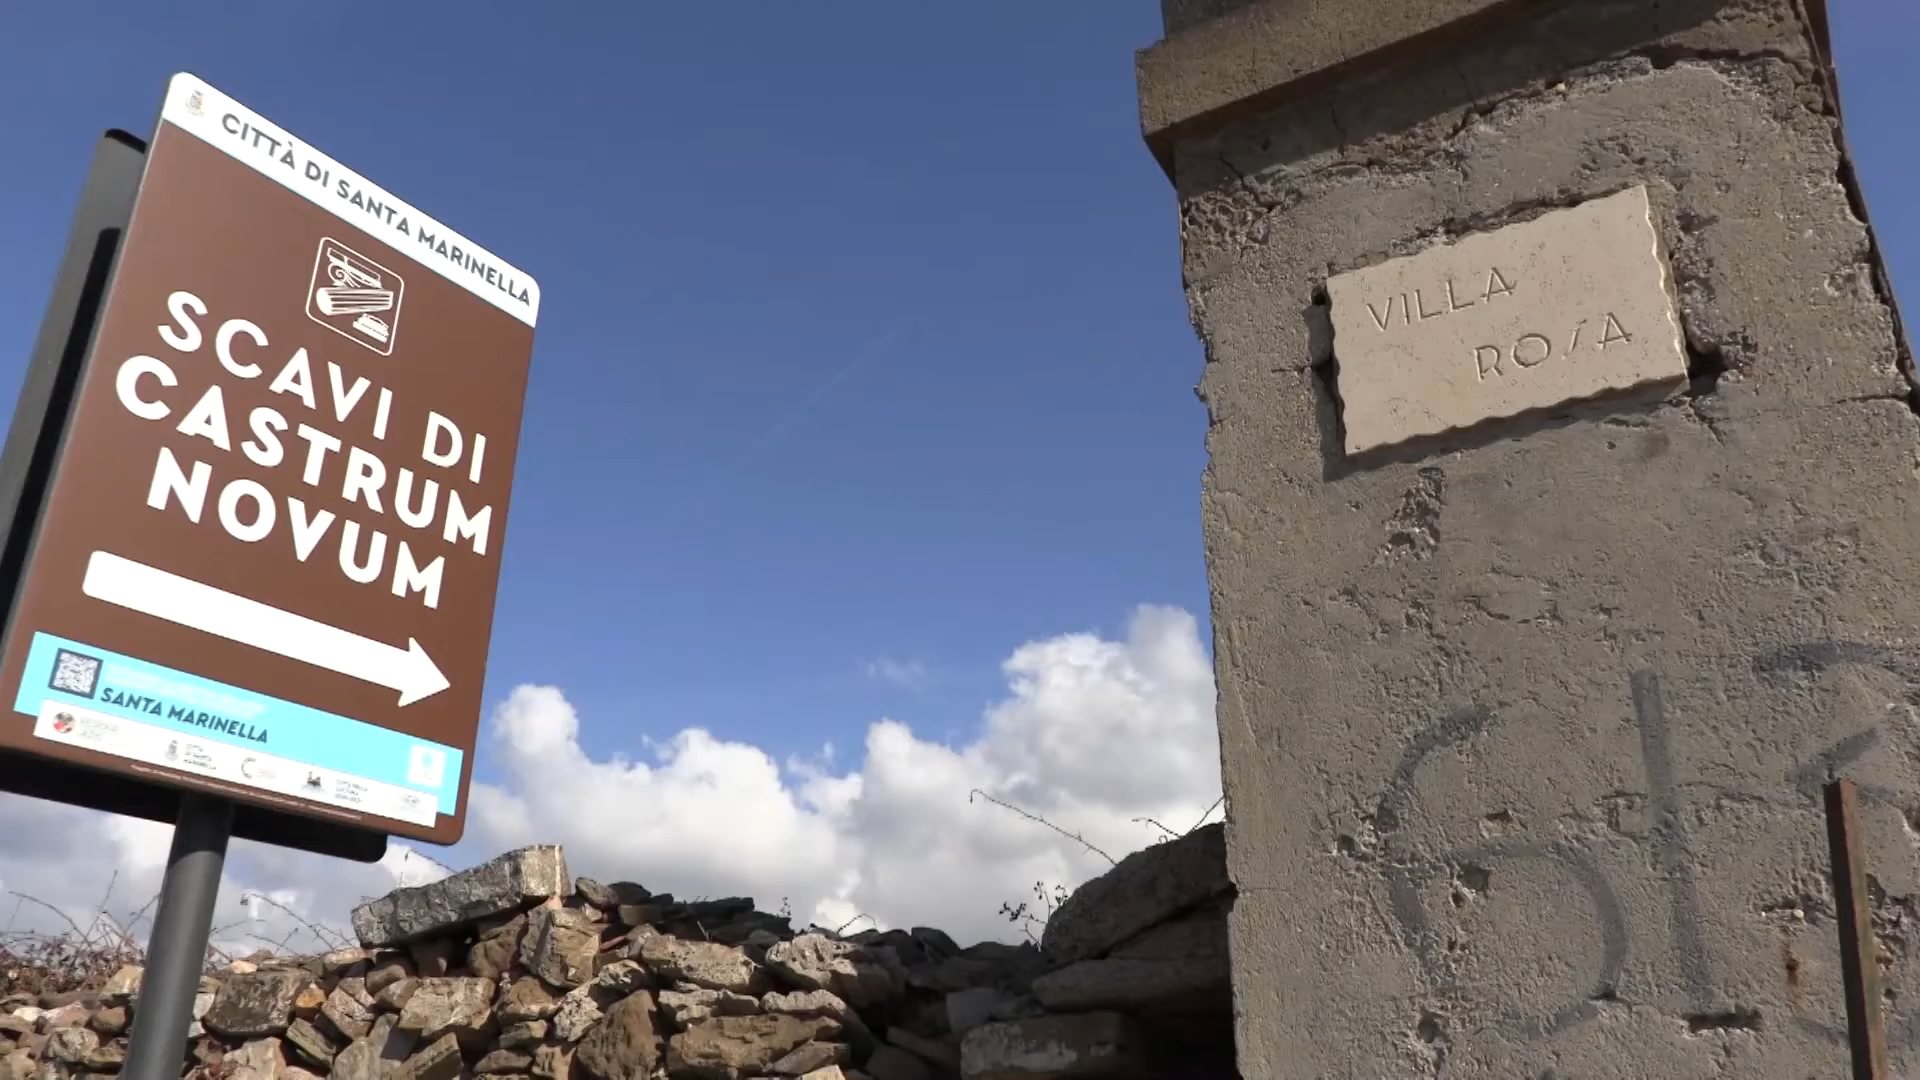 CITTÀ DI SANTA MARINELLA
SCAVI DI
CASTRUM
NOVUM
SANTA MARINELLA
VILLA
ROSA